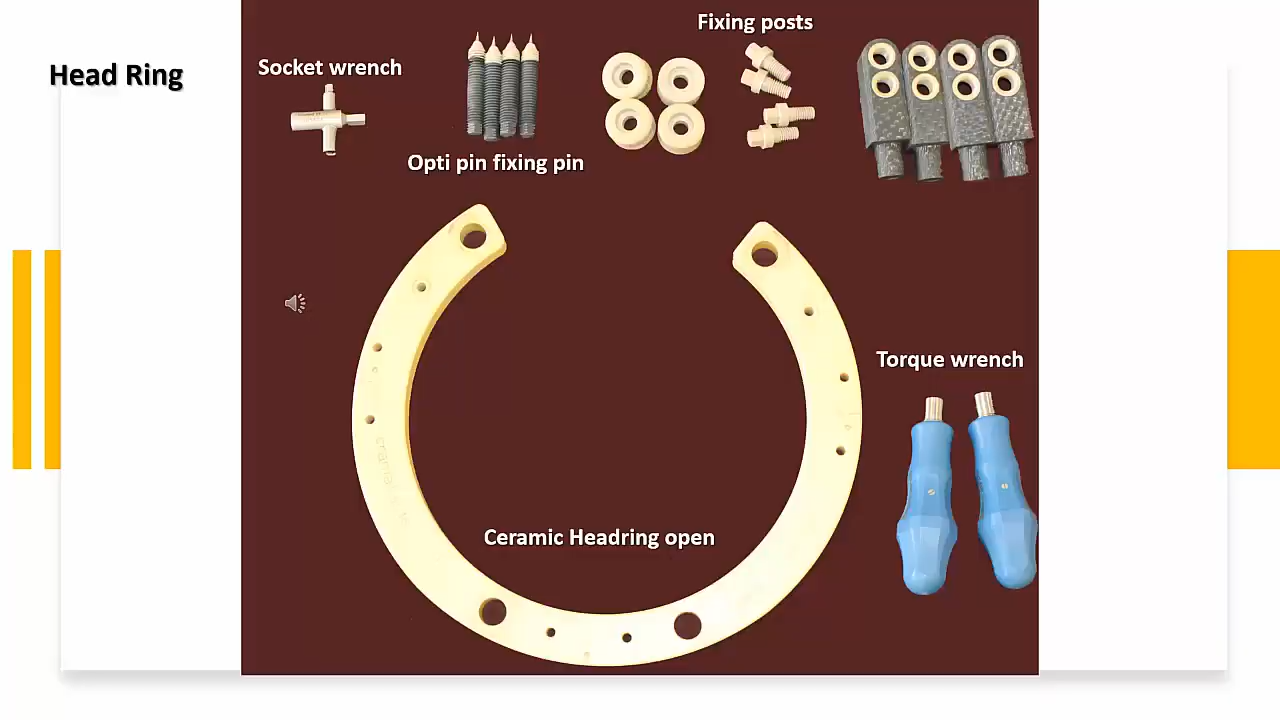 Head Ring
Socket wrench
Opti pin fixing pin
Fixing posts
Torque wrench
Ceramic Headring open